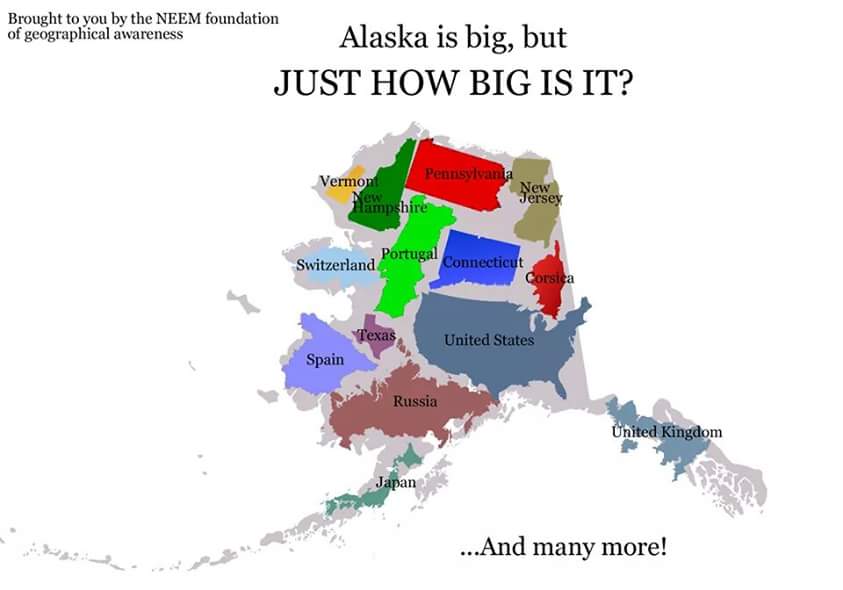 Brought to you by the NEEM foundation
of geographical awareness
Alaska is big, but
JUST HOW BIG IS IT?
Vermont
New
Hampshire
Pennsylvania
New
Jersey
Switzerland
Portugal
Connecticut
Corsica
Texas
United States
Spain
Russia
United Kingdom
Japan
...And many more!